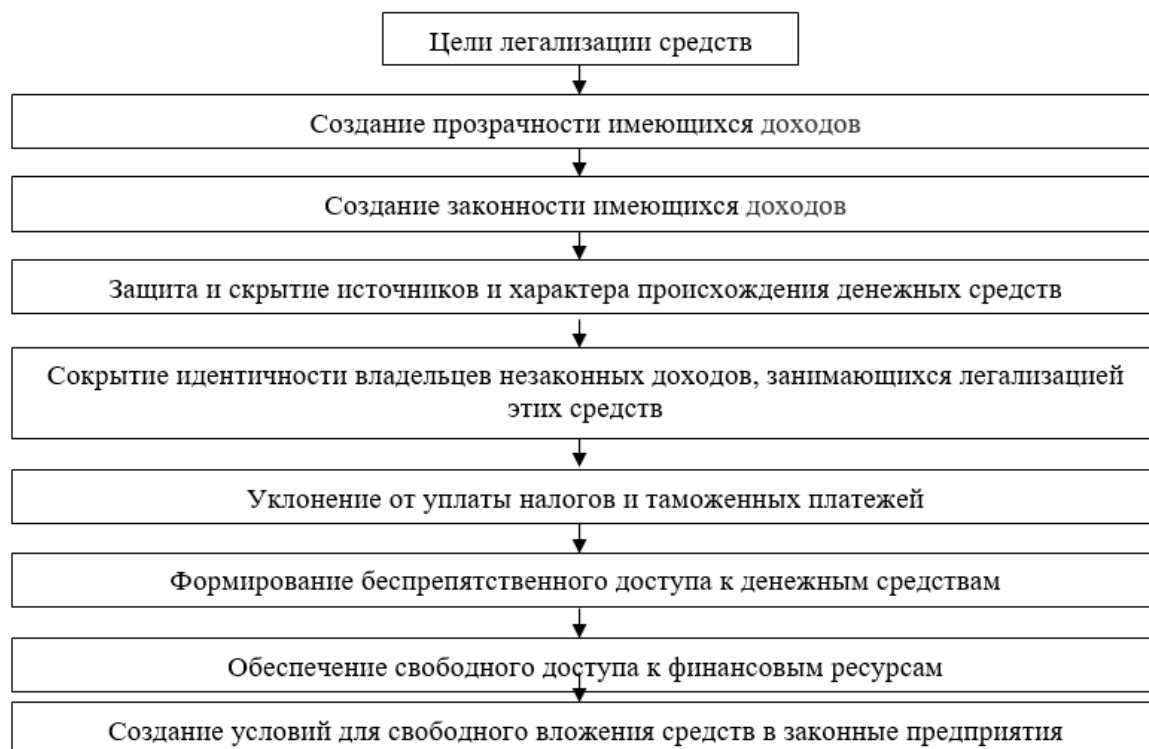 Цели легализации средств
Создание прозрачности имеющихся доходов
Создание законности имеющихся доходов
Защита и скрытие источников и характера происхождения денежных средств
Сокрытие идентичности владельцев незаконных доходов, занимающихся легализацией
этих средств
Уклонение от уплаты налогов и таможенных платежей
Формирование беспрепятственного доступа к денежным средствам
Обеспечение свободного доступа к финансовым ресурсам
Создание условий для свободного вложения средств в законные предприятия